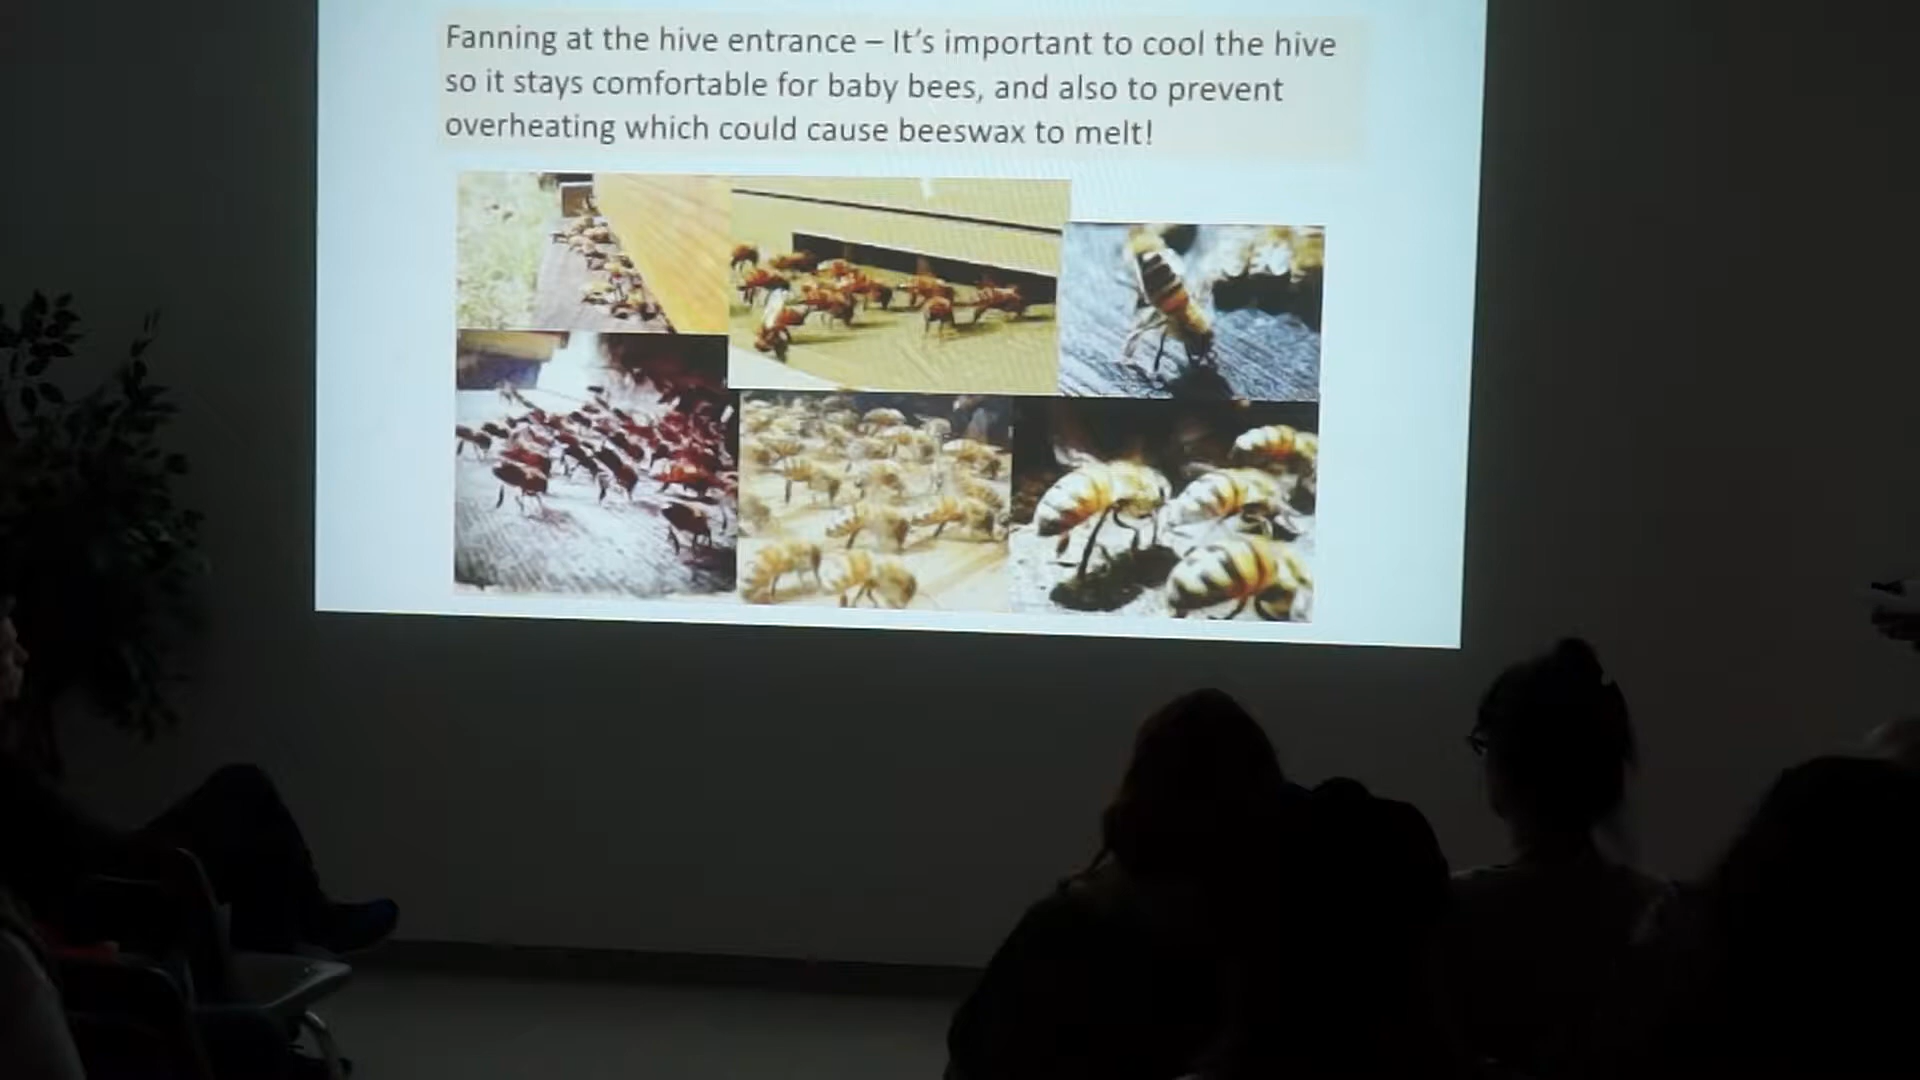 Fanning at the hive entrance – It's important to cool the hive
so it stays comfortable for baby bees, and also to prevent
overheating which could cause beeswax to melt!